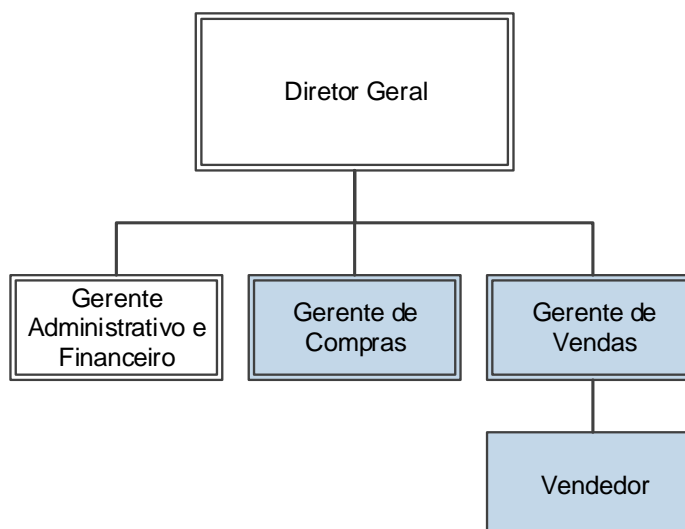 Diretor Geral
Gerente
Administrativo e
Financeiro
Gerente de
Compras
Gerente de
Vendas
Vendedor